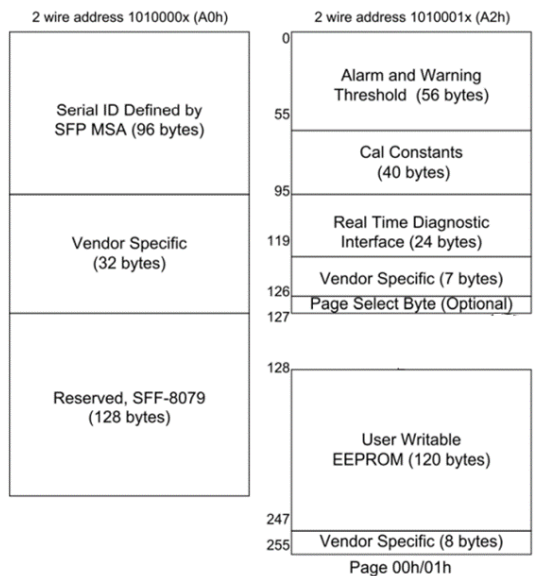 2 wire address 1010000x (A0h)
Serial ID Defined by
SFP MSA (96 bytes)
Vendor Specific
(32 bytes)
Reserved, SFF-8079
(128 bytes)
2 wire address 1010001x (A2h)
0
Alarm and Warning
Threshold (56 bytes)
55
Cal Constants
(40 bytes)
95
Real Time Diagnostic
Interface (24 bytes)
119
Vendor Specific (7 bytes)
126
Page Select Byte (Optional)
127
128
User Writable
EEPROM (120 bytes)
247
Vendor Specific (8 bytes)
255
Page 00h/01h